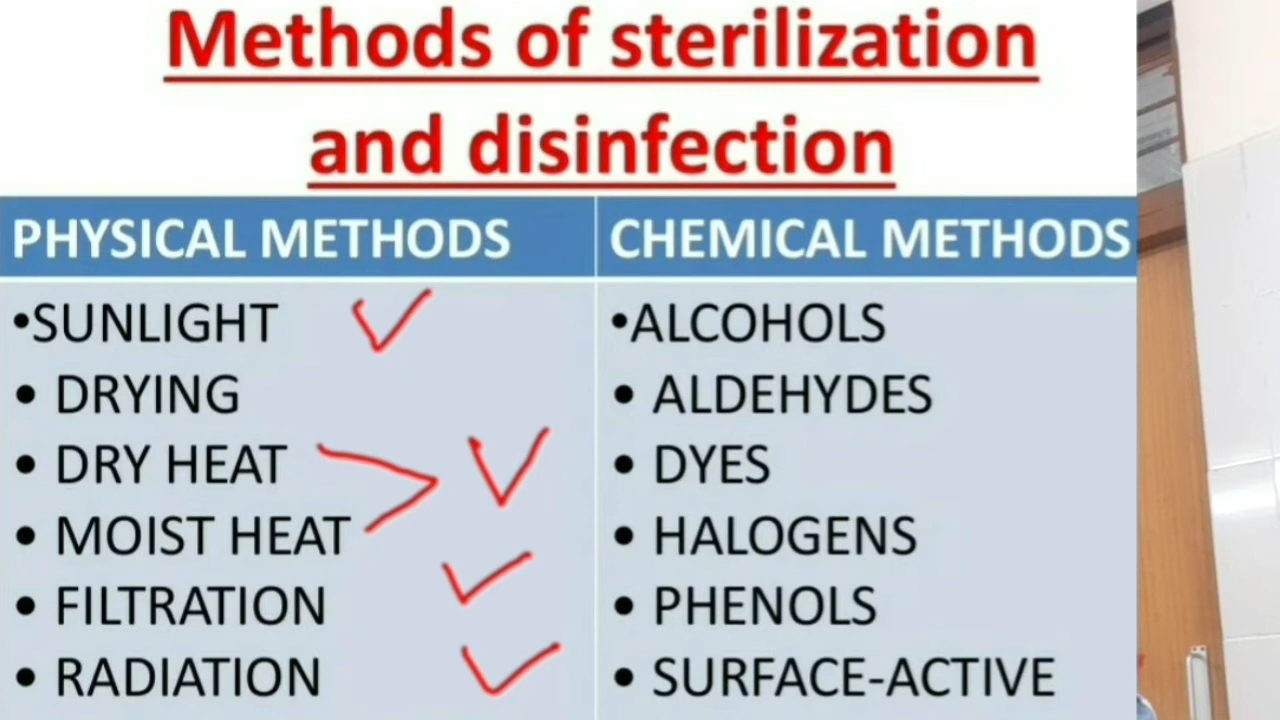 Methods of sterilization
and disinfection
PHYSICAL METHODS
CHEMICAL METHODS
•SUNLIGHT
• DRYING
• DRY HEAT
• MOIST HEAT
• FILTRATION
• RADIATION
•ALCOHOLS
• ALDEHYDES
• DYES
• HALOGENS
• PHENOLS
• SURFACE-ACTIVE